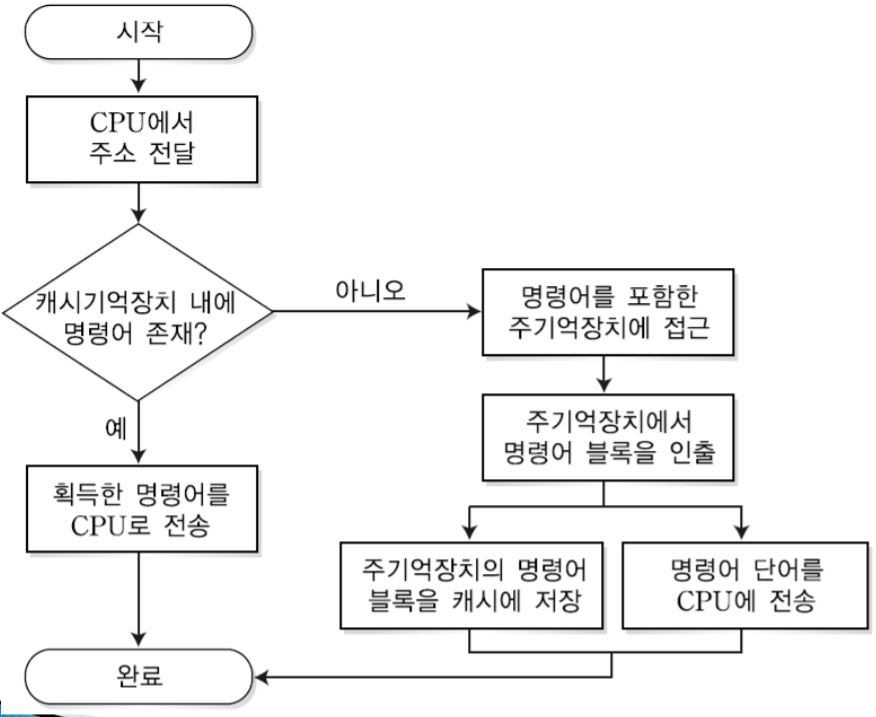 시작
CPU에서
주소 전달
캐시기억장치 내에
명령어 존재?
아니오
명령어를 포함한
주기억장치에 접근
주기억장치에서
명령어 블록을 인출
예
획득한 명령어를
CPU로 전송
주기억장치의 명령어
블록을 캐시에 저장
명령어 단어를
CPU에 전송
완료